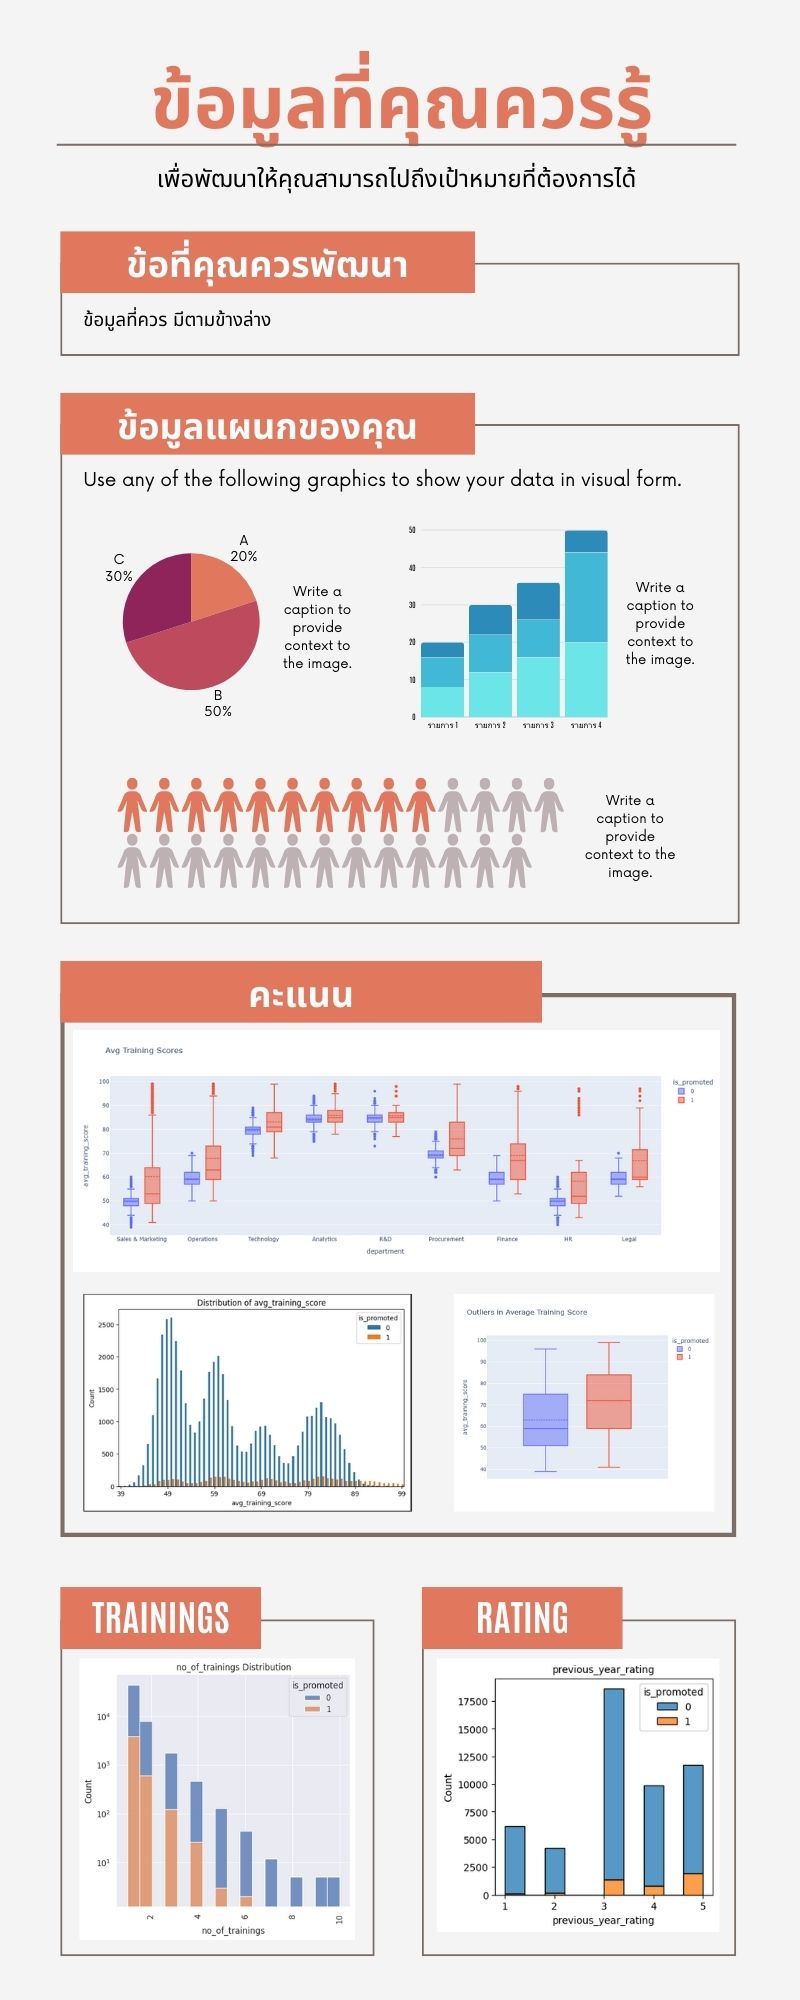 ข้อมูลที่คุณควรรู้
เพื่อพัฒนาให้คุณสามารถไปถึงเป้าหมายที่ต้องการได้
ข้อที่คุณควรพัฒนา
ข้อมูลที่ควร มีตามข้างล่าง
ข้อมูลแผนกของคุณ
Use any of the following graphics to show your data in visual form.
A
20%
C
30%
B
50%
Write a
caption to
provide
context to
the image.
50
40
30
20
10
0
รายการ 1 รายการ 2 รายการ 3 รายการ 4
Write a
caption to
provide
context to
the image.
Write a
caption to
provide
context to the
image.
คะแนน
Avg Training Scores
is_promoted
0
1
avg_training_score
100
90
80
70
60
50
40
Sales & Marketing Operations Technology Analytics R&D Procurement Finance HR Legal
department
Distribution of avg_training_score
is_promoted
0
1
Count
2500
2000
1500
1000
500
0
39 49 59 69 79 89 99
avg_training_score
Outliers in Average Training Score
is_promoted
0
1
avg_training_score
100
90
80
70
60
50
40
TRAININGS
no_of_trainings Distribution
is_promoted
0
1
Count
10⁴
10³
10²
10¹
2 4 6 8 10
no_of_trainings
RATING
previous_year_rating
is_promoted
0
1
Count
17500
15000
12500
10000
7500
5000
2500
0
1 2 3 4 5
previous_year_rating